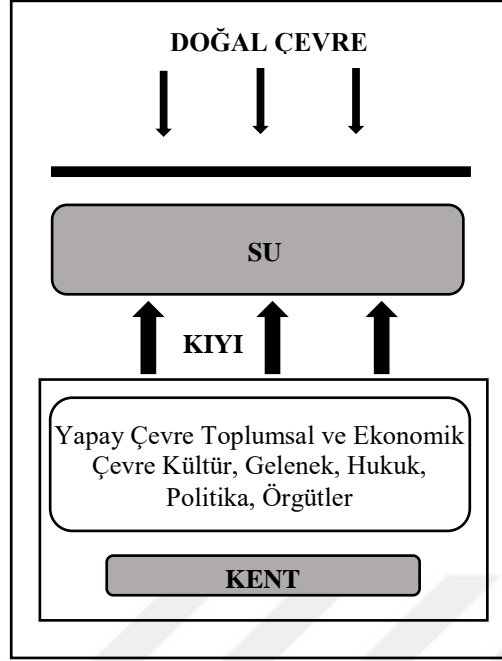 DOĞAL ÇEVRE
SU
KIYI
Yapay Çevre Toplumsal ve Ekonomik
Çevre Kültür, Gelenek, Hukuk,
Politika, Örgütler
KENT